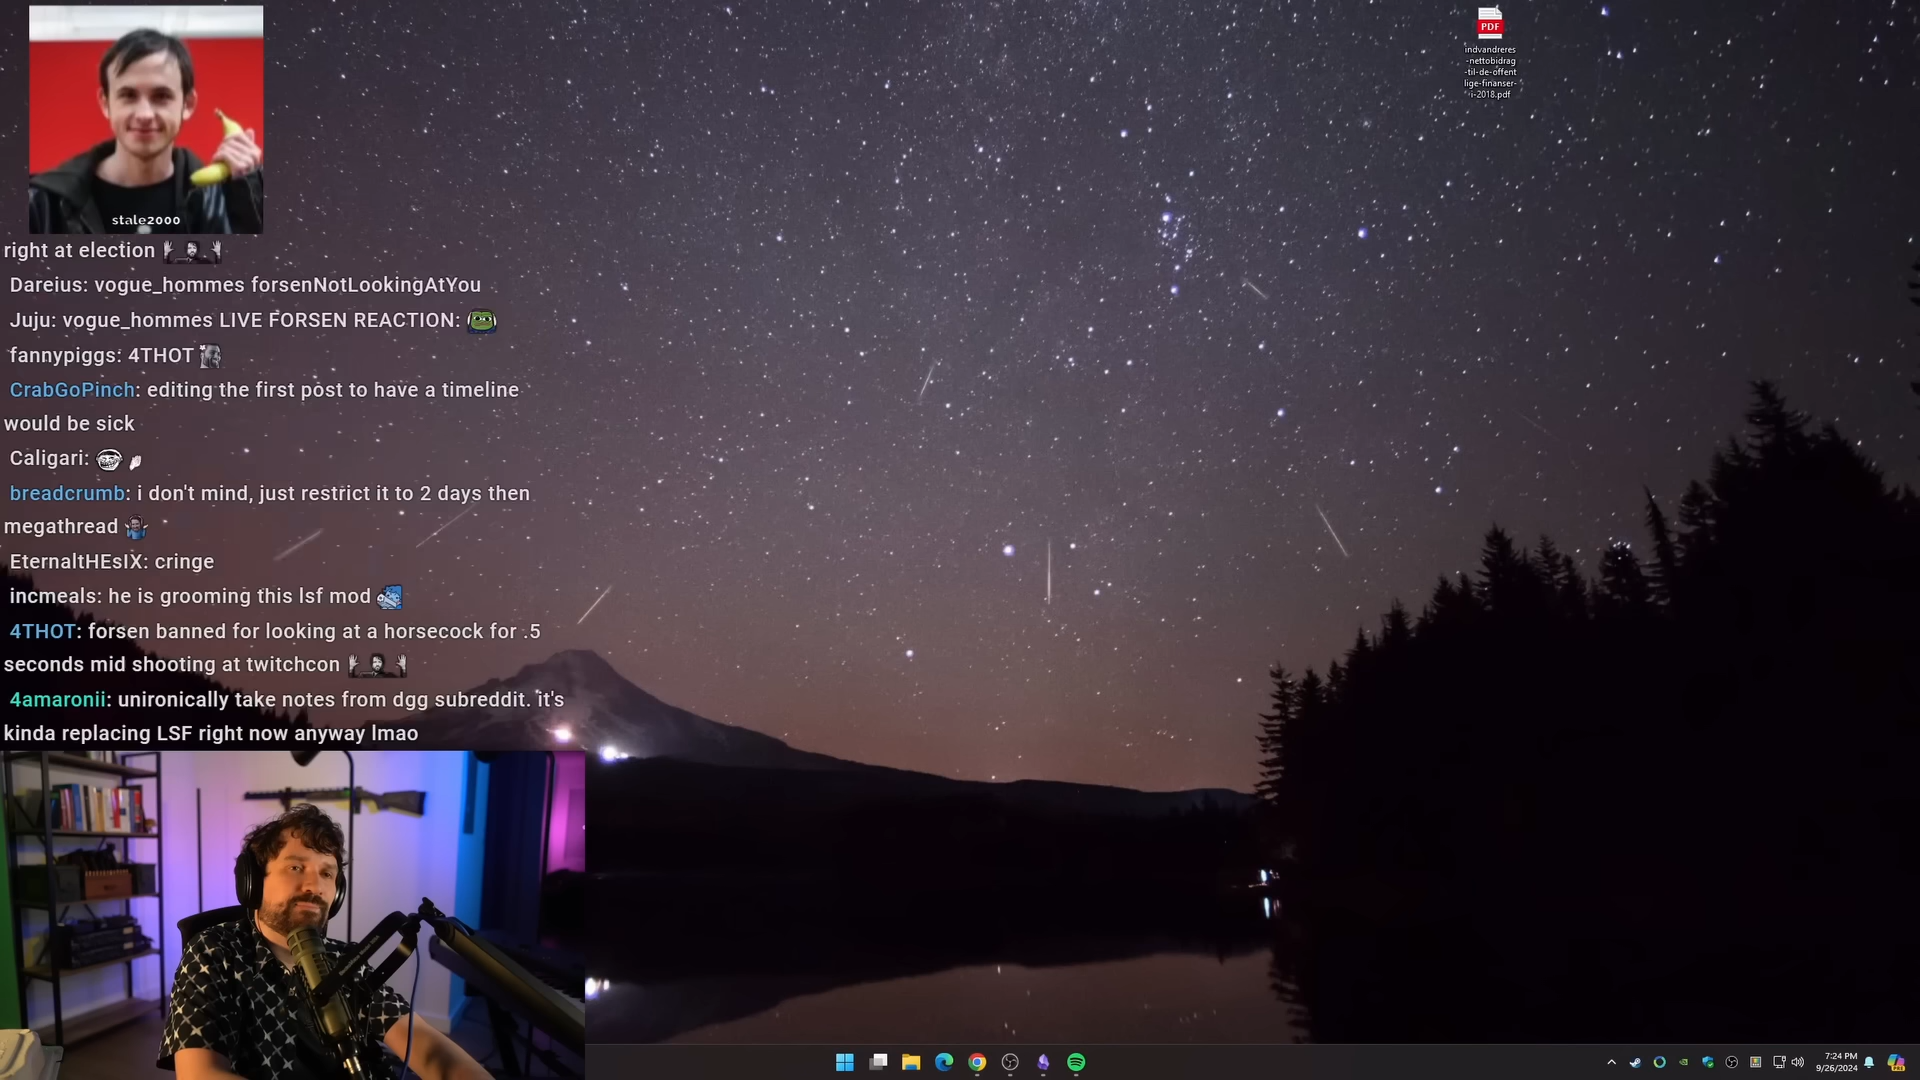 PDF
indvandreres
-nettobidrag
-til-de-offent
lige-finanser-
i-2018.pdf
stale2000
right at election
Dareius: vogue_hommes forsenNotLookingAtYou
Juju: vogue_hommes LIVE FORSEN REACTION:
fannypiggs: 4THOT
CrabGoPinch: editing the first post to have a timeline
would be sick
Caligari:
breadcrumb: i don't mind, just restrict it to 2 days then
megathread
EternaltHEsIX: cringe
incmeals: he is grooming this lsf mod
4THOT: forsen banned for looking at a horsecock for .5
seconds mid shooting at twitchcon
4amaronii: unironically take notes from dgg subreddit. it's
kinda replacing LSF right now anyway lmao
7:24 PM
9/26/2024